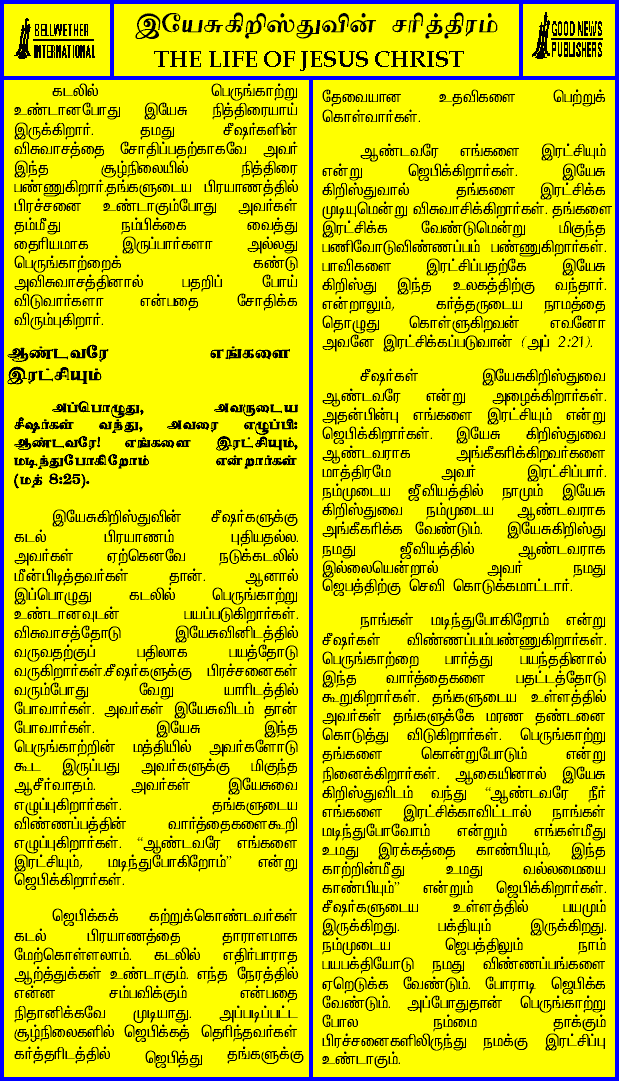 BELLWETHER
INTERNATIONAL
இயேசுகிறிஸ்துவின் சரித்திரம்
THE LIFE OF JESUS CHRIST
GOOD NEWS
PUBLISHERS
கடலில் பெருங்காற்று
உண்டானபோது இயேசு நித்திரையாய்
இருக்கிறார். தமது சீஷர்களின்
விசுவாசத்தை சோதிப்பதற்காகவே அவர்
இந்த சூழ்நிலையில் நித்திரை
பண்ணுகிறார்.தங்களுடைய பிரயாணத்தில்
பிரச்சனை உண்டாகும்போது அவர்கள்
தம்மீது நம்பிக்கை வைத்து
தைரியமாக இருப்பார்களா அல்லது
பெருங்காற்றைக் கண்டு
அவிசுவாசத்தினால் பதறிப் போய்
விடுவார்களா என்பதை சோதிக்க
விரும்புகிறார்.
ஆண்டவரே எங்களை
இரட்சியும்
அப்பொழுது, அவருடைய
சீஷர்கள் வந்து, அவரை எழுப்பி:
ஆண்டவரே! எங்களை இரட்சியும்,
மடிந்துபோகிறோம் என்றார்கள்
(மத் 8:25).
இயேசுகிறிஸ்துவின் சீஷர்களுக்கு
கடல் பிரயாணம் புதியதல்ல.
அவர்கள் ஏற்கெனவே நடுக்கடலில்
மீன்பிடித்தவர்கள் தான். ஆனால்
இப்பொழுது கடலில் பெருங்காற்று
உண்டானவுடன் பயப்படுகிறார்கள்.
விசுவாசத்தோடு இயேசுவினிடத்தில்
வருவதற்குப் பதிலாக பயத்தோடு
வருகிறார்கள்.சீஷர்களுக்கு பிரச்சனைகள்
வரும்போது வேறு யாரிடத்தில்
போவார்கள். அவர்கள் இயேசுவிடம் தான்
போவார்கள். இயேசு இந்த
பெருங்காற்றின் மத்தியில் அவர்களோடு
கூட இருப்பது அவர்களுக்கு மிகுந்த
ஆசீர்வாதம். அவர்கள் இயேசுவை
எழுப்புகிறார்கள். தங்களுடைய
விண்ணப்பத்தின் வார்த்தைகளைகூறி
எழுப்புகிறார்கள். “ஆண்டவரே எங்களை
இரட்சியும், மடிந்துபோகிறோம்” என்று
ஜெபிக்கிறார்கள்.
ஜெபிக்கக் கற்றுக்கொண்டவர்கள்
கடல் பிரயாணத்தை தாராளமாக
மேற்கொள்ளலாம். கடலில் எதிர்பாராத
ஆற்த்துக்கள் உண்டாகும். எந்த நேரத்தில்
என்ன சம்பவிக்கும் என்பதை
நிதானிக்கவே முடியாது. அப்படிப்பட்ட
சூழ்நிலைகளில் ஜெபிக்கத் தெரிந்தவர்கள்
கர்த்தரிடத்தில் ஜெபித்து தங்களுக்கு
தேவையான உதவிகளை பெற்றுக்
கொள்வார்கள்.
ஆண்டவரே எங்களை இரட்சியும்
என்று ஜெபிக்கிறார்கள். இயேசு
கிறிஸ்துவால் தங்களை இரட்சிக்க
முடியுமென்று விசுவாசிக்கிறார்கள். தங்களை
இரட்சிக்க வேண்டுமென்று மிகுந்த
பணிவோடுவிண்ணப்பம் பண்ணுகிறார்கள்.
பாவிகளை இரட்சிப்பதற்கே இயேசு
கிறிஸ்து இந்த உலகத்திற்கு வந்தார்.
என்றாலும், கர்த்தருடைய நாமத்தை
தொழுது கொள்ளுகிறவன் எவனோ
அவனே இரட்சிக்கப்படுவான் (அப் 2:21).
சீஷர்கள் இயேசுகிறிஸ்துவை
ஆண்டவரே என்று அழைக்கிறார்கள்.
அதன்பின்பு எங்களை இரட்சியும் என்று
ஜெபிக்கிறார்கள். இயேசு கிறிஸ்துவை
ஆண்டவராக அங்கீகரிக்கிறவர்களை
மாத்திரமே அவர் இரட்சிப்பார்.
நம்முடைய ஜீவியத்தில் நாமும் இயேசு
கிறிஸ்துவை நம்முடைய ஆண்டவராக
அங்கீகரிக்க வேண்டும். இயேசுகிறிஸ்து
நமது ஜீவியத்தில் ஆண்டவராக
இல்லையென்றால் அவர் நமது
ஜெபத்திற்கு செவி கொடுக்கமாட்டார்.
நாங்கள் மடிந்துபோகிறோம் என்று
சீஷர்கள் விண்ணப்பம்பண்ணுகிறார்கள்.
பெருங்காற்றை பார்த்து பயந்ததினால்
இந்த வார்த்தைகளை பதட்டத்தோடு
கூறுகிறார்கள். தங்களுடைய உள்ளத்தில்
அவர்கள் தங்களுக்கே மரண தண்டனை
கொடுத்து விடுகிறார்கள். பெருங்காற்று
தங்களை கொன்றுபோடும் என்று
நினைக்கிறார்கள். ஆகையினால் இயேசு
கிறிஸ்துவிடம் வந்து “ஆண்டவரே நீர்
எங்களை இரட்சிக்காவிட்டால் நாங்கள்
மடிந்துபோவோம் என்றும் எங்கள்மீது
உமது இரக்கத்தை காண்பியும், இந்த
காற்றின்மீது உமது வல்லமையை
காண்பியும்” என்றும் ஜெபிக்கிறார்கள்.
சீஷர்களுடைய உள்ளத்தில் பயமும்
இருக்கிறது. பக்தியும் இருக்கிறது.
நம்முடைய ஜெபத்திலும் நாம்
பயபக்தியோடு நமது விண்ணப்பங்களை
ஏறெடுக்க வேண்டும். போராடி ஜெபிக்க
வேண்டும். அப்போதுதான் பெருங்காற்று
போல நம்மை தாக்கும்
பிரச்சனைகளிலிருந்து நமக்கு இரட்சிப்பு
உண்டாகும்.